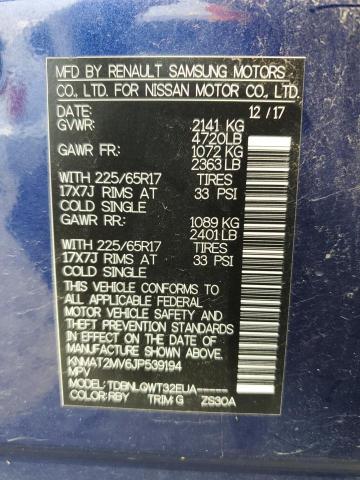 MFD BY RENAULT SAMSUNG MOTORS
CO., LTD. FOR NISSAN MOTOR CO., LTD.
DATE: 12/17
GVWR: 2141 KG
4720LB
GAWR FR.: 1072 KG
2363 LB
WITH 225/65R17 TIRES
17X7J RIMS AT 33 PSI
COLD SINGLE
GAWR RR.: 1089 KG
2401 LB
WITH 225/65R17 TIRES
17X7J RIMS AT 33 PSI
COLD SINGLE
THIS VEHICLE CONFORMS TO
ALL APPLICABLE FEDERAL
MOTOR VEHICLE SAFETY AND
THEFT PREVENTION STANDARDS
IN EFFECT ON THE DATE OF
MANUFACTURE SHOWN ABOVE.
KNMAT2MV6JP539194
MPV
MODEL: TDBNLQWT32EUA-----
COLOR:RBY TRIM:G ZS30A